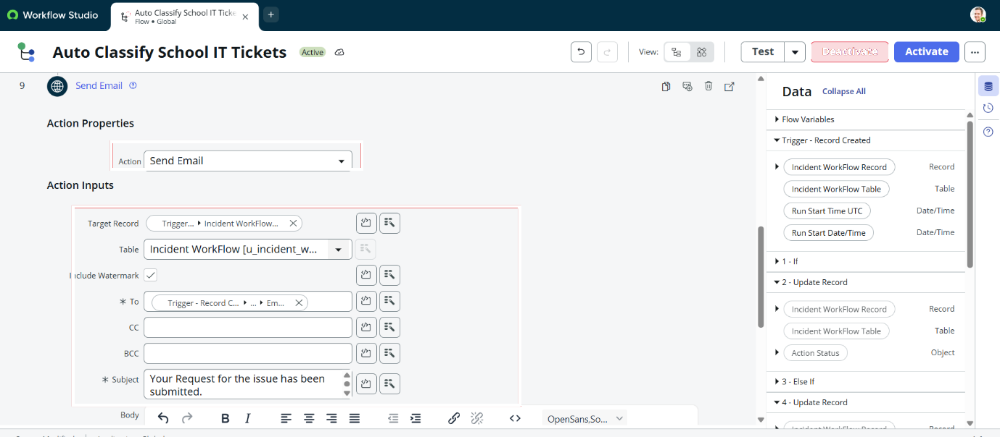 Workflow Studio
Auto Classify School IT Ticke
Flow • Global
Auto Classify School IT Tickets
Active
View:
Test
Deactivate
Activate
9
Send Email
Action Properties
Action
Send Email
Action Inputs
Target Record
Trigger... Incident WorkFlow...
Table
Incident WorkFlow [u_incident_w...
Include Watermark
* To
Trigger - Record C... ... Em...
CC
BCC
* Subject
Your Request for the issue has been
submitted.
Body
B I
OpenSans,So...
Data
Collapse All
Flow Variables
Trigger - Record Created
Incident WorkFlow Record
Record
Incident WorkFlow Table
Table
Run Start Time UTC
Date/Time
Run Start Date/Time
Date/Time
1 - If
2 - Update Record
Incident WorkFlow Record
Record
Incident WorkFlow Table
Table
Action Status
Object
3 - Else If
4 - Update Record
Incident WorkFlow Record
Record